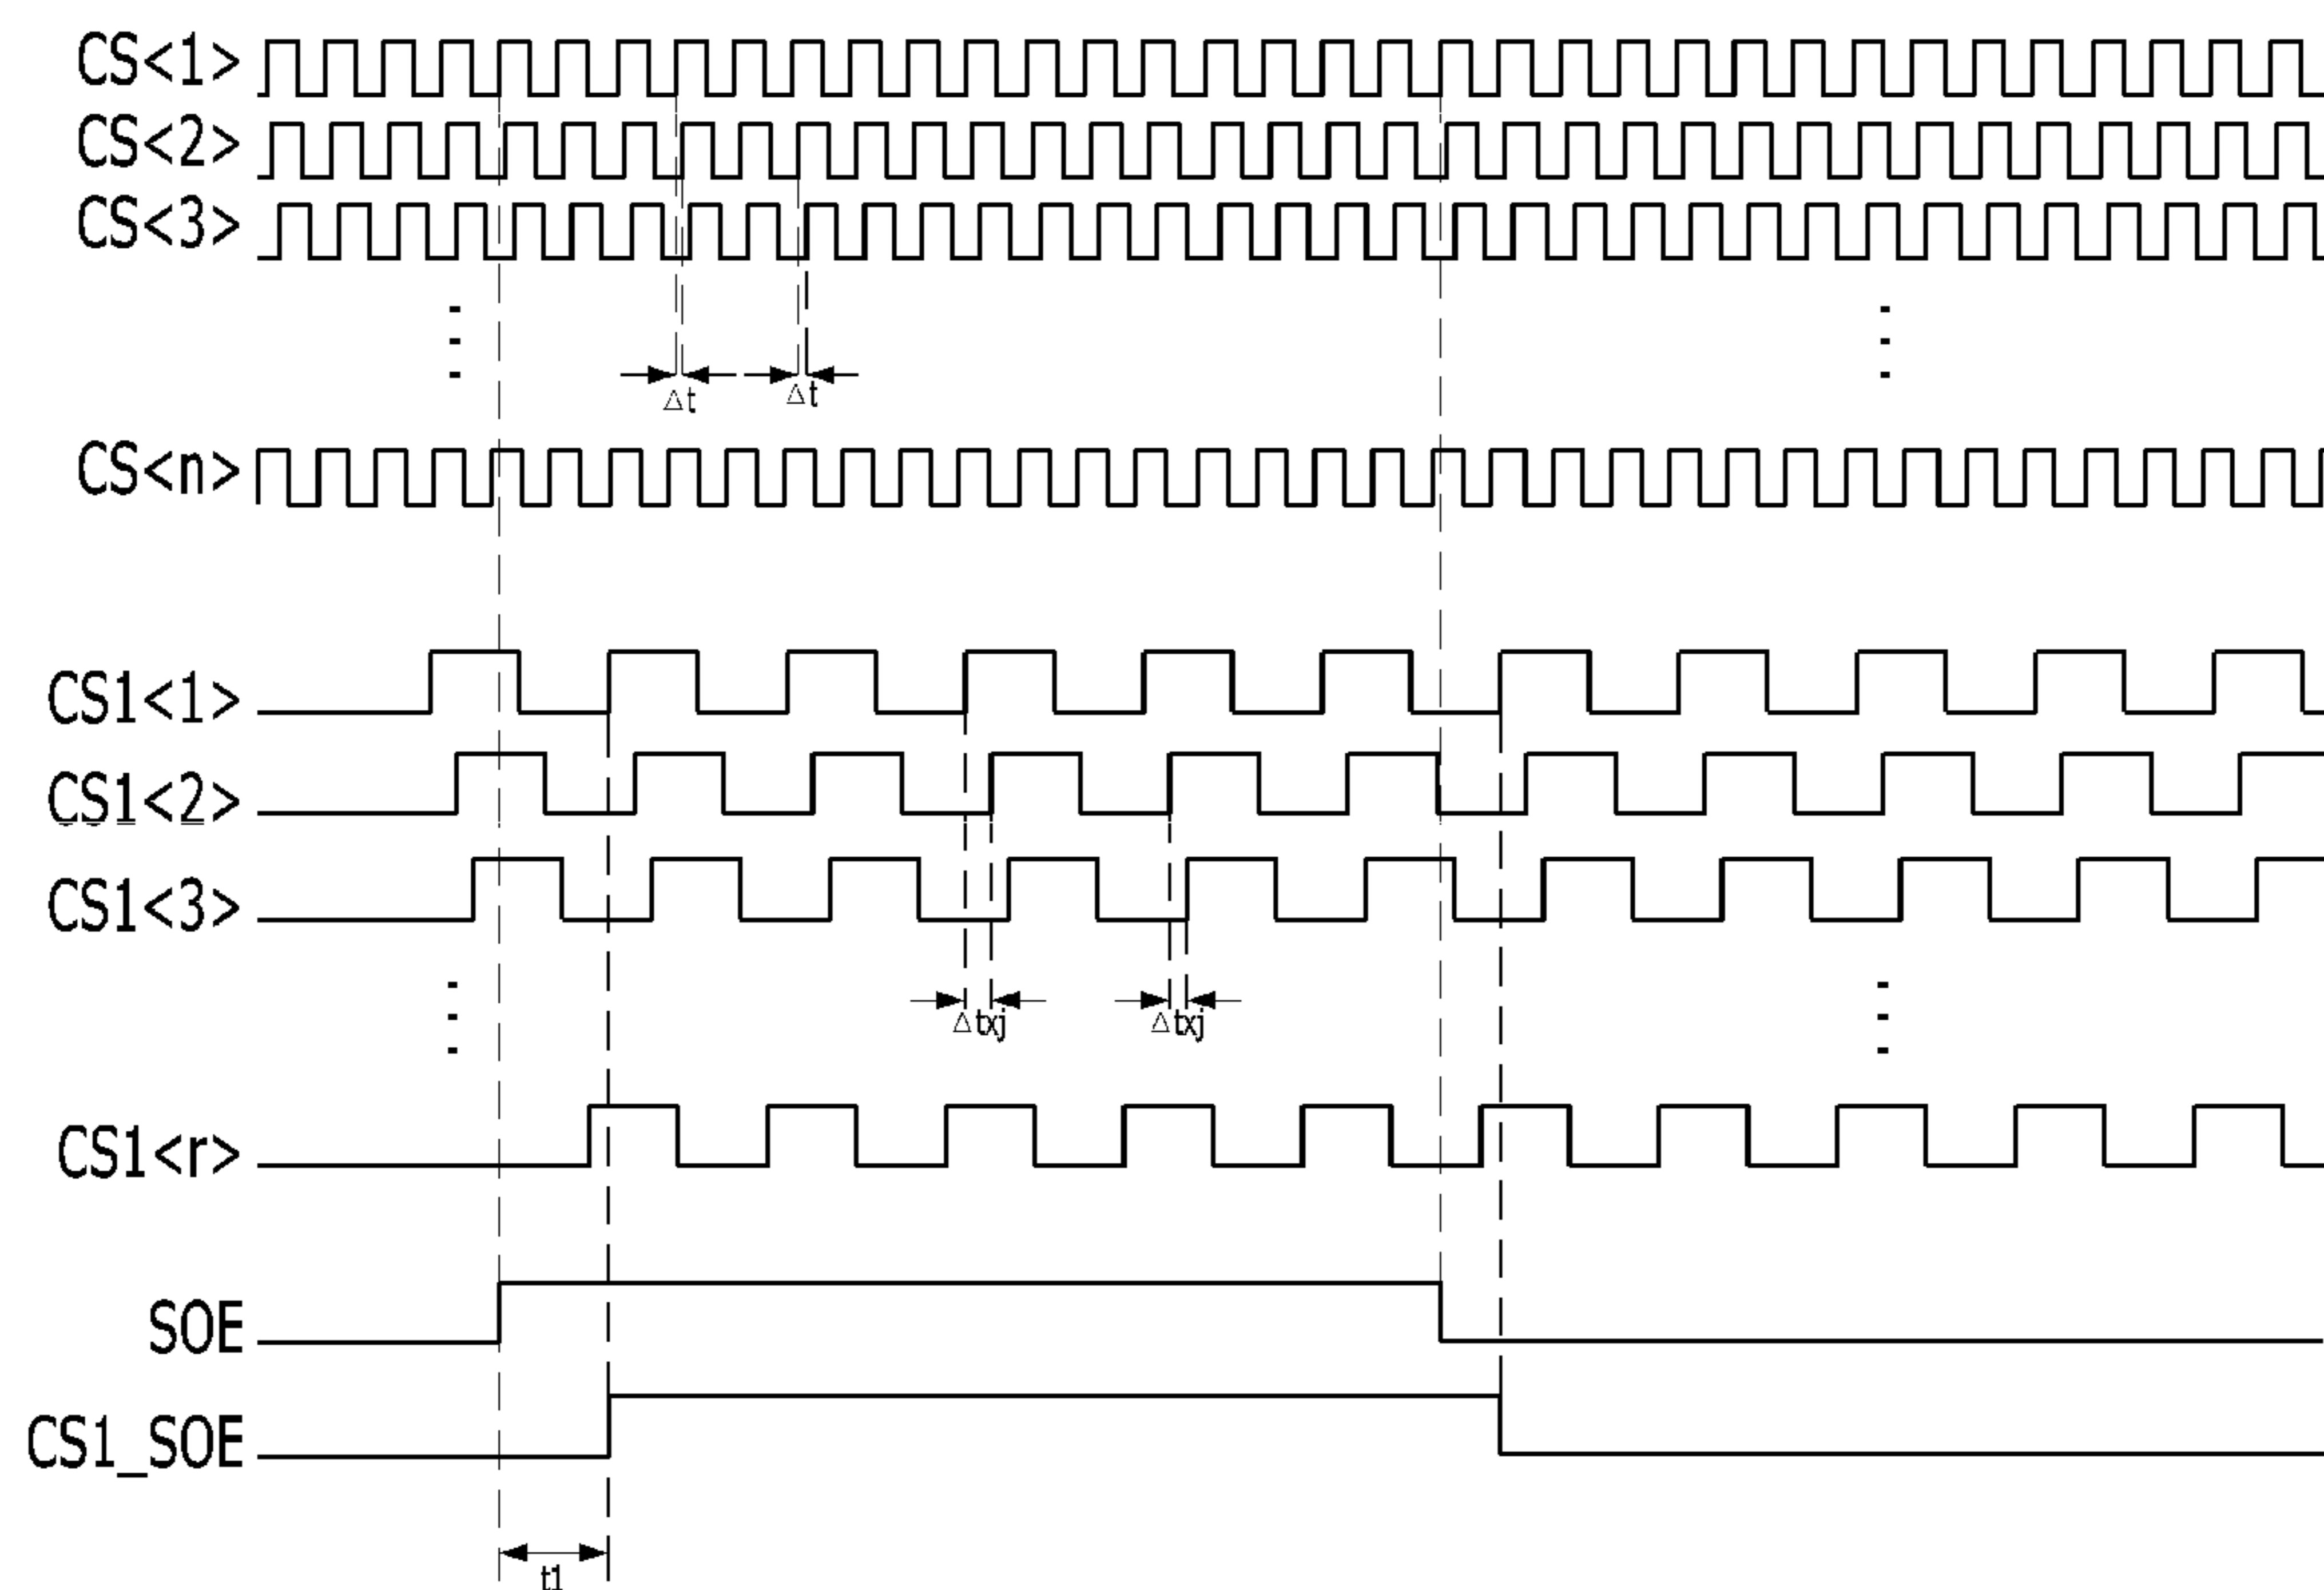 CS<1>
CS<2>
CS<3>
Δt Δt
CS<n>
CS1<1>
CS1<2>
CS1<3>
Δtxj Δtxj
CS1<r>
SOE
CS1_SOE
t1